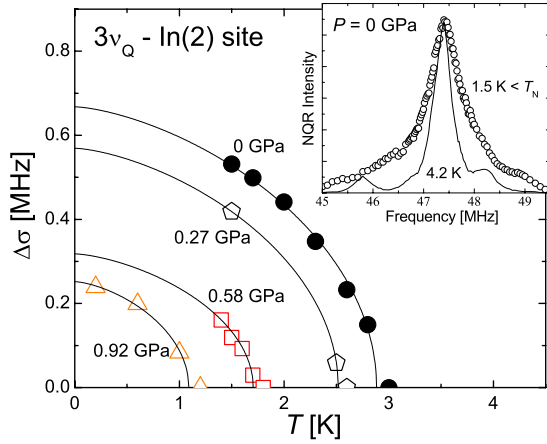 3ν_Q - In(2) site
P = 0 GPa
1.5 K < T_N
4.2 K
NQR Intensity
45 46 47 48 49
Frequency [MHz]
0 GPa
0.27 GPa
0.58 GPa
0.92 GPa
Δσ [MHz]
0.8
0.6
0.4
0.2
0.0
0 1 2 3 4
T [K]